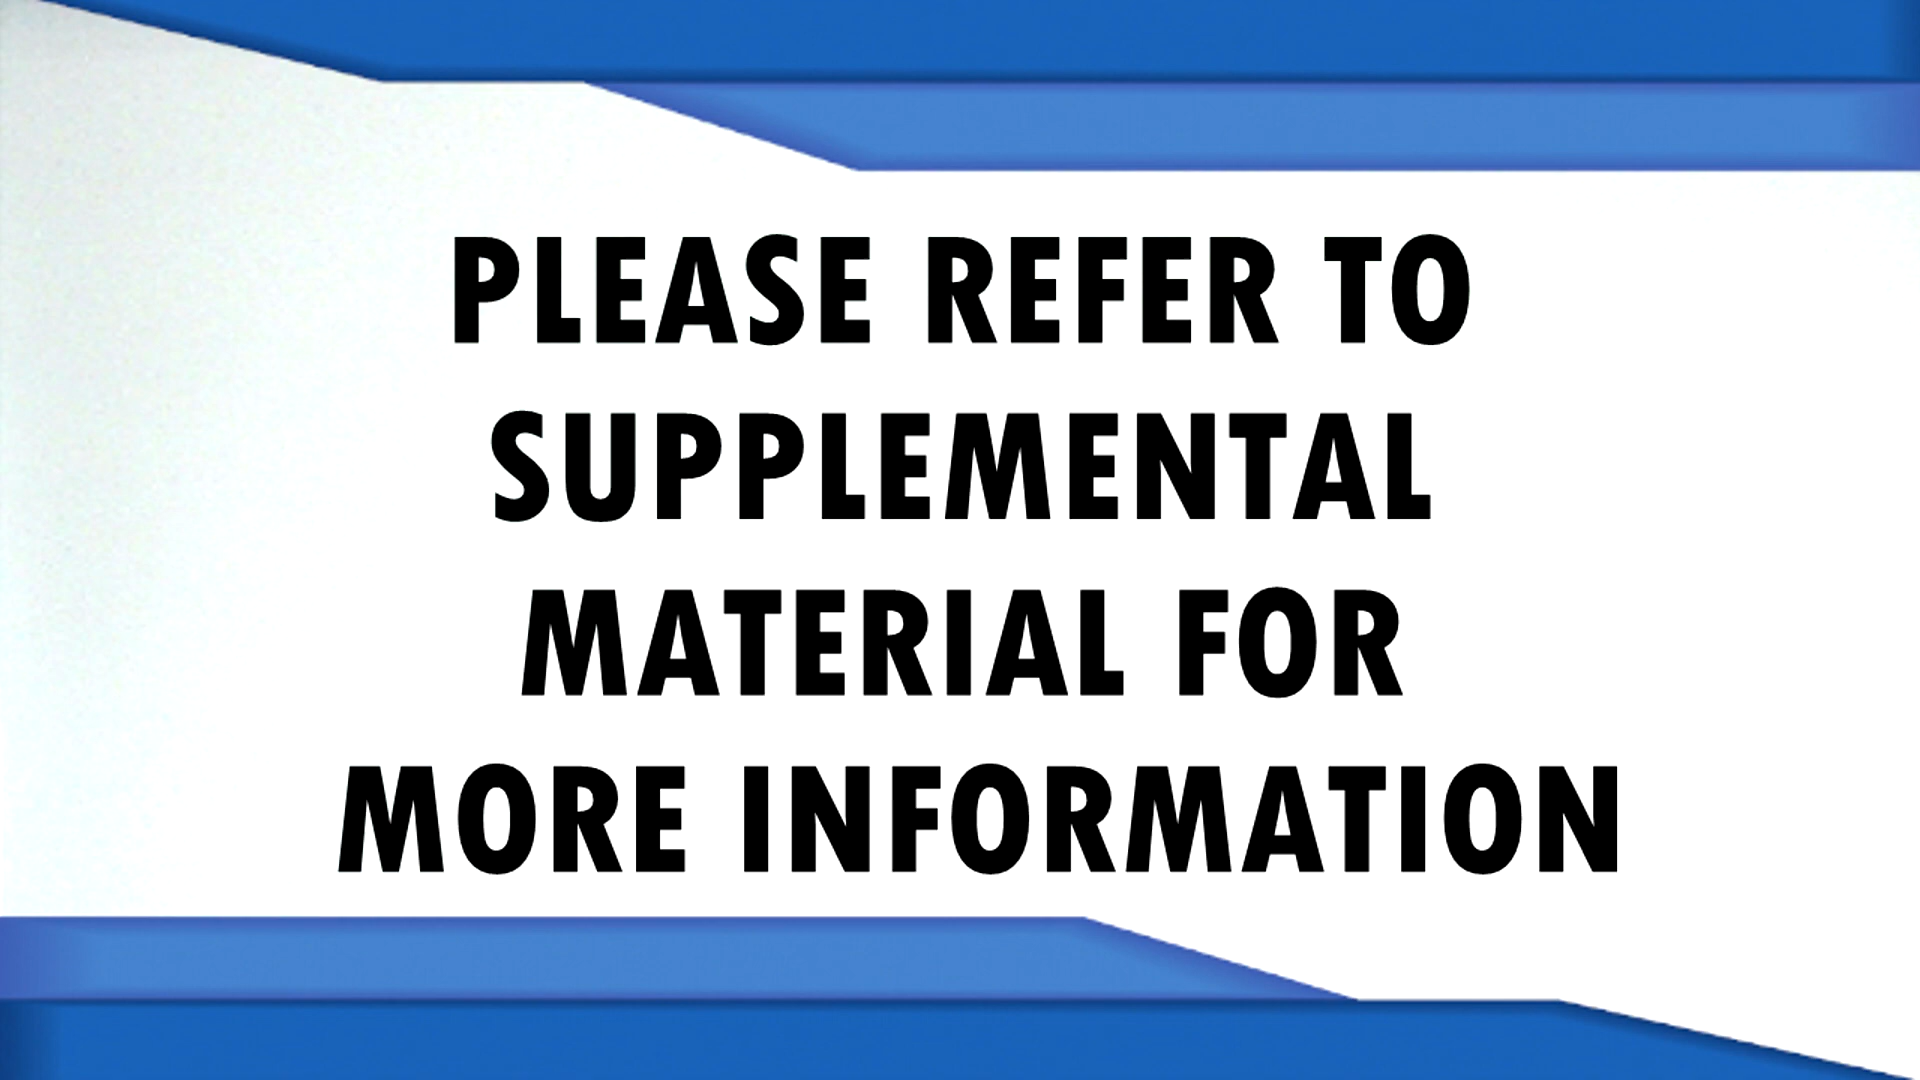 PLEASE REFER TO
SUPPLEMENTAL
MATERIAL FOR
MORE INFORMATION